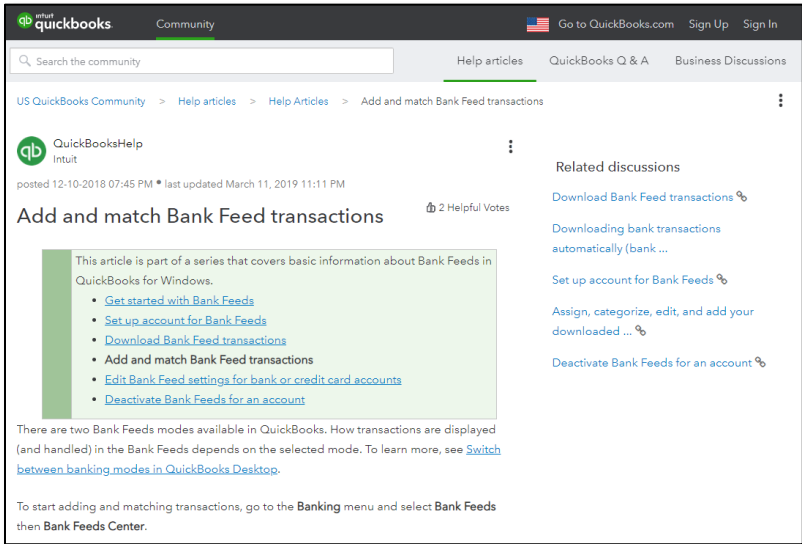 qb intuit quickbooks. Community Go to QuickBooks.com Sign Up Sign In
Search the community Help articles QuickBooks Q & A Business Discussions
US QuickBooks Community > Help articles > Help Articles > Add and match Bank Feed transactions
qb QuickBooksHelp
Intuit
posted 12-10-2018 07:45 PM • last updated March 11, 2019 11:11 PM
Add and match Bank Feed transactions
2 Helpful Votes
This article is part of a series that covers basic information about Bank Feeds in
QuickBooks for Windows.
• Get started with Bank Feeds
• Set up account for Bank Feeds
• Download Bank Feed transactions
• Add and match Bank Feed transactions
• Edit Bank Feed settings for bank or credit card accounts
• Deactivate Bank Feeds for an account
There are two Bank Feeds modes available in QuickBooks. How transactions are displayed
(and handled) in the Bank Feeds depends on the selected mode. To learn more, see Switch
between banking modes in QuickBooks Desktop.
To start adding and matching transactions, go to the Banking menu and select Bank Feeds
then Bank Feeds Center.
Related discussions
Download Bank Feed transactions
Downloading bank transactions
automatically (bank ...
Set up account for Bank Feeds
Assign, categorize, edit, and add your
downloaded ...
Deactivate Bank Feeds for an account